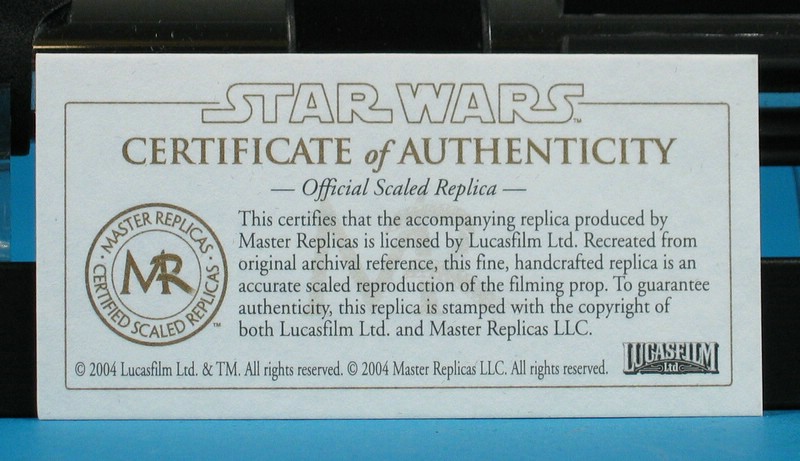 STAR WARS™
CERTIFICATE of AUTHENTICITY
— Official Scaled Replica —
MASTER REPLICAS
MR
CERTIFIED SCALED REPLICAS™
This certifies that the accompanying replica produced by
Master Replicas is licensed by Lucasfilm Ltd. Recreated from
original archival reference, this fine, handcrafted replica is an
accurate scaled reproduction of the filming prop. To guarantee
authenticity, this replica is stamped with the copyright of
both Lucasfilm Ltd. and Master Replicas LLC.
© 2004 Lucasfilm Ltd. & TM. All rights reserved. © 2004 Master Replicas LLC. All rights reserved.
LUCASFILM
Ltd